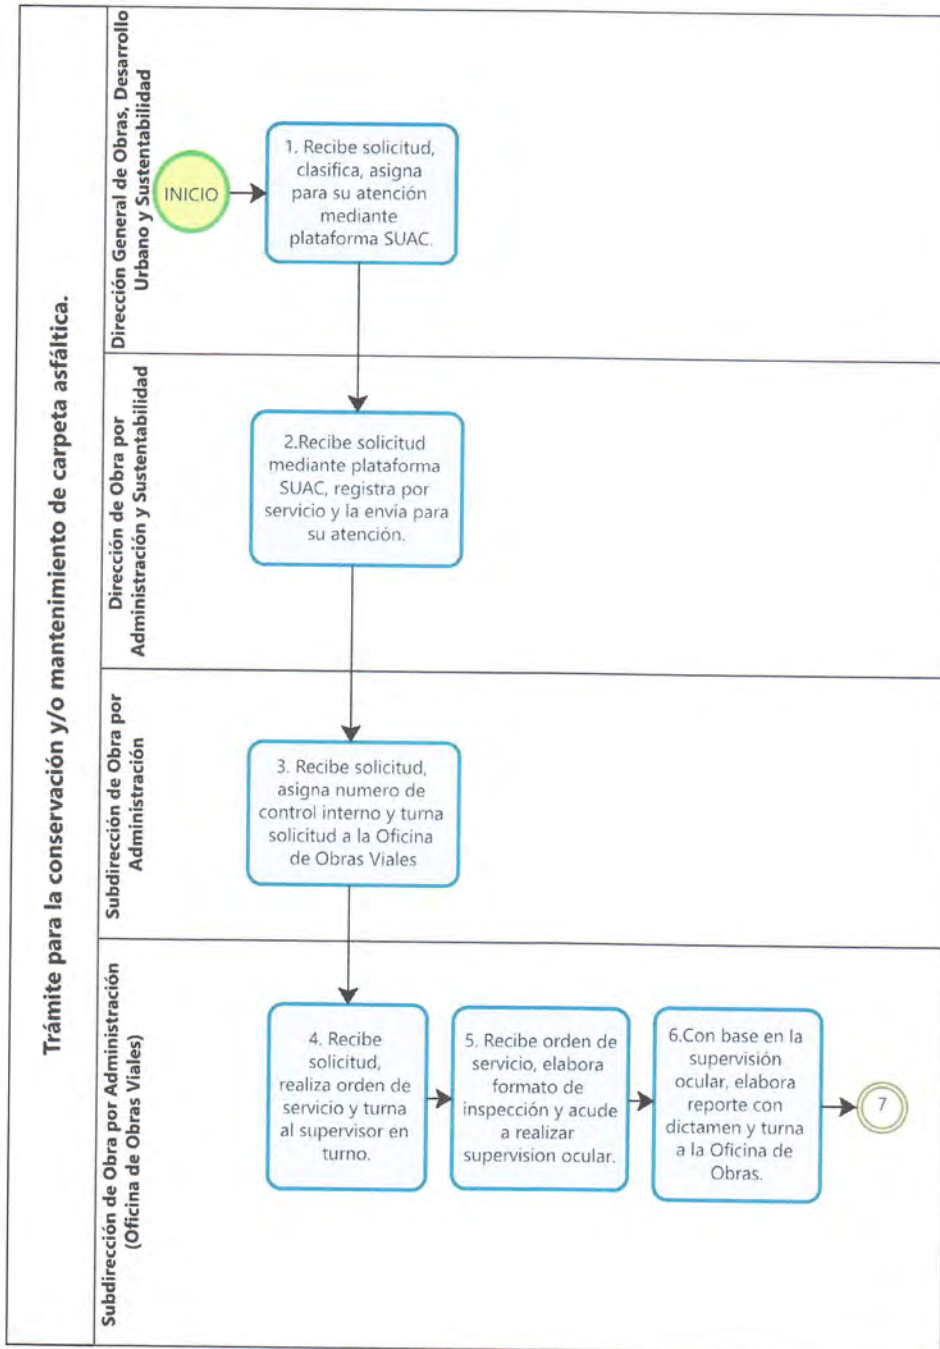 Trámite para la conservación y/o mantenimiento de carpeta asfáltica.
Dirección General de Obras, Desarrollo
Urbano y Sustentabilidad
INICIO
1. Recibe solicitud,
clasifica, asigna
para su atención
mediante
plataforma SUAC.
Dirección de Obra por
Administración y Sustentabilidad
2.Recibe solicitud
mediante plataforma
SUAC, registra por
servicio y la envía para
su atención.
Subdirección de Obra por
Administración
3. Recibe solicitud,
asigna numero de
control interno y turna
solicitud a la Oficina
de Obras Viales
Subdirección de Obra por Administración
(Oficina de Obras Viales)
4. Recibe
solicitud,
realiza orden de
servicio y turna
al supervisor en
turno.
5. Recibe orden de
servicio, elabora
formato de
inspección y acude
a realizar
supervision ocular.
6.Con base en la
supervisión
ocular, elabora
reporte con
dictamen y turna
a la Oficina de
Obras.
7